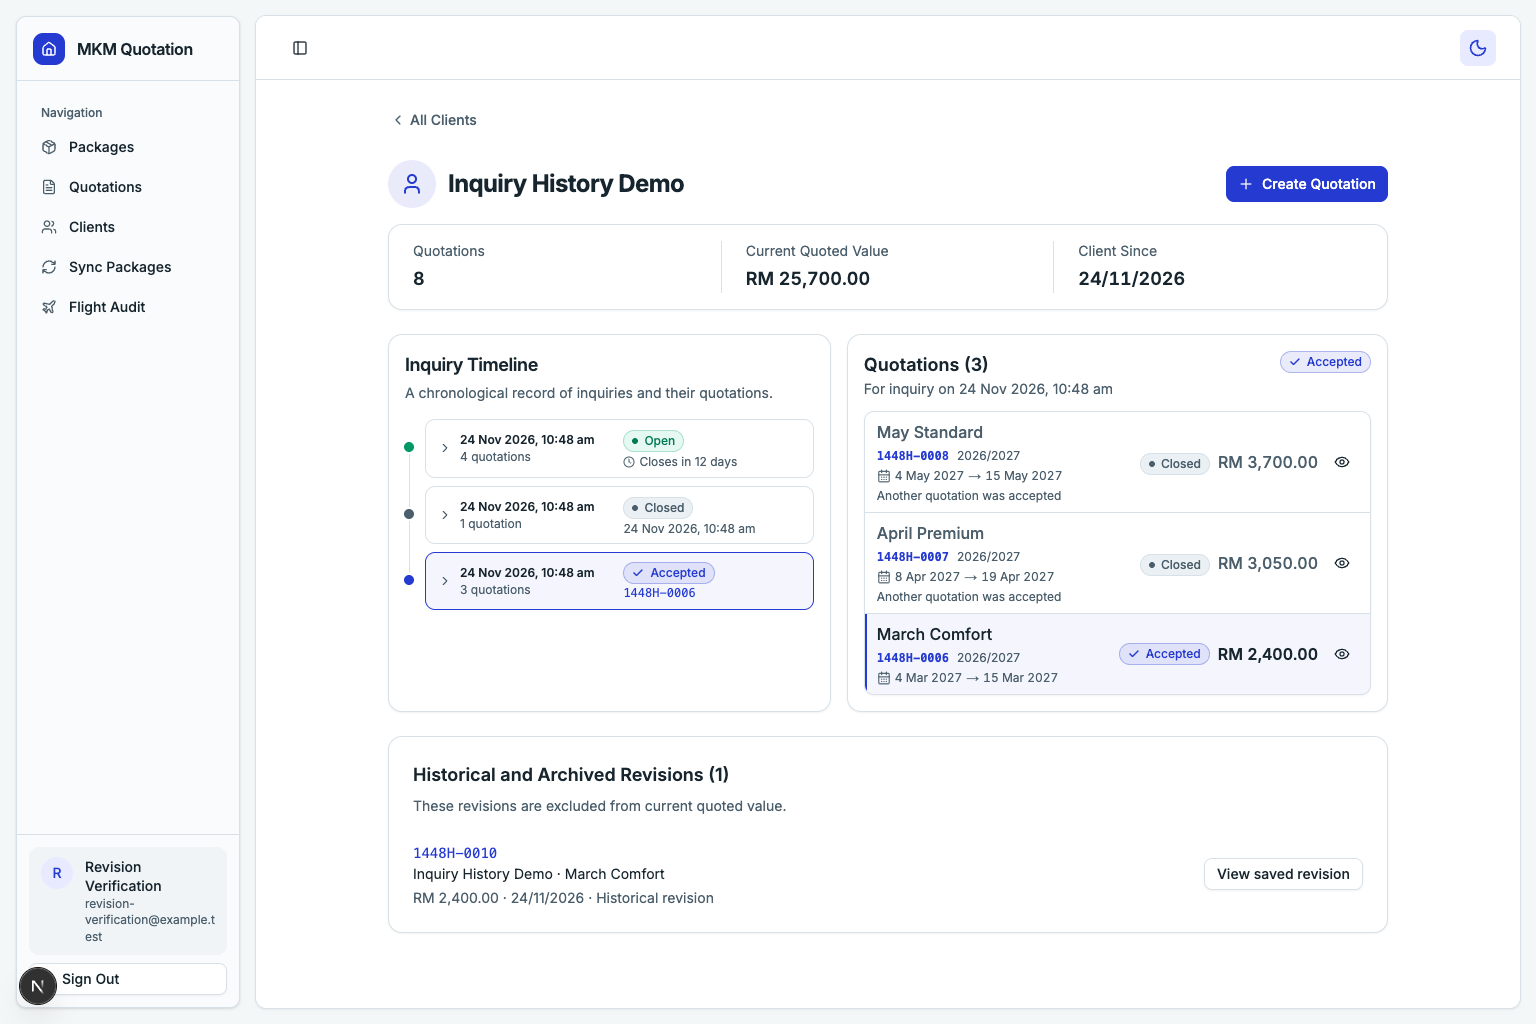 MKM Quotation
Navigation
Packages
Quotations
Clients
Sync Packages
Flight Audit
Revision
Verification
revision-
verification@example.t
est
R
Sign Out
N
All Clients
Inquiry History Demo
Create Quotation
Quotations
8
Current Quoted Value
RM 25,700.00
Client Since
24/11/2026
Inquiry Timeline
A chronological record of inquiries and their quotations.
24 Nov 2026, 10:48 am
4 quotations
Open
Closes in 12 days
24 Nov 2026, 10:48 am
1 quotation
Closed
24 Nov 2026, 10:48 am
24 Nov 2026, 10:48 am
3 quotations
Accepted
1448H-0006
Quotations (3)
Accepted
For inquiry on 24 Nov 2026, 10:48 am
May Standard
1448H-0008 2026/2027
4 May 2027 → 15 May 2027
Another quotation was accepted
Closed
RM 3,700.00
April Premium
1448H-0007 2026/2027
8 Apr 2027 → 19 Apr 2027
Another quotation was accepted
Closed
RM 3,050.00
March Comfort
1448H-0006 2026/2027
4 Mar 2027 → 15 Mar 2027
Accepted
RM 2,400.00
Historical and Archived Revisions (1)
These revisions are excluded from current quoted value.
1448H-0010
Inquiry History Demo · March Comfort
RM 2,400.00 · 24/11/2026 · Historical revision
View saved revision